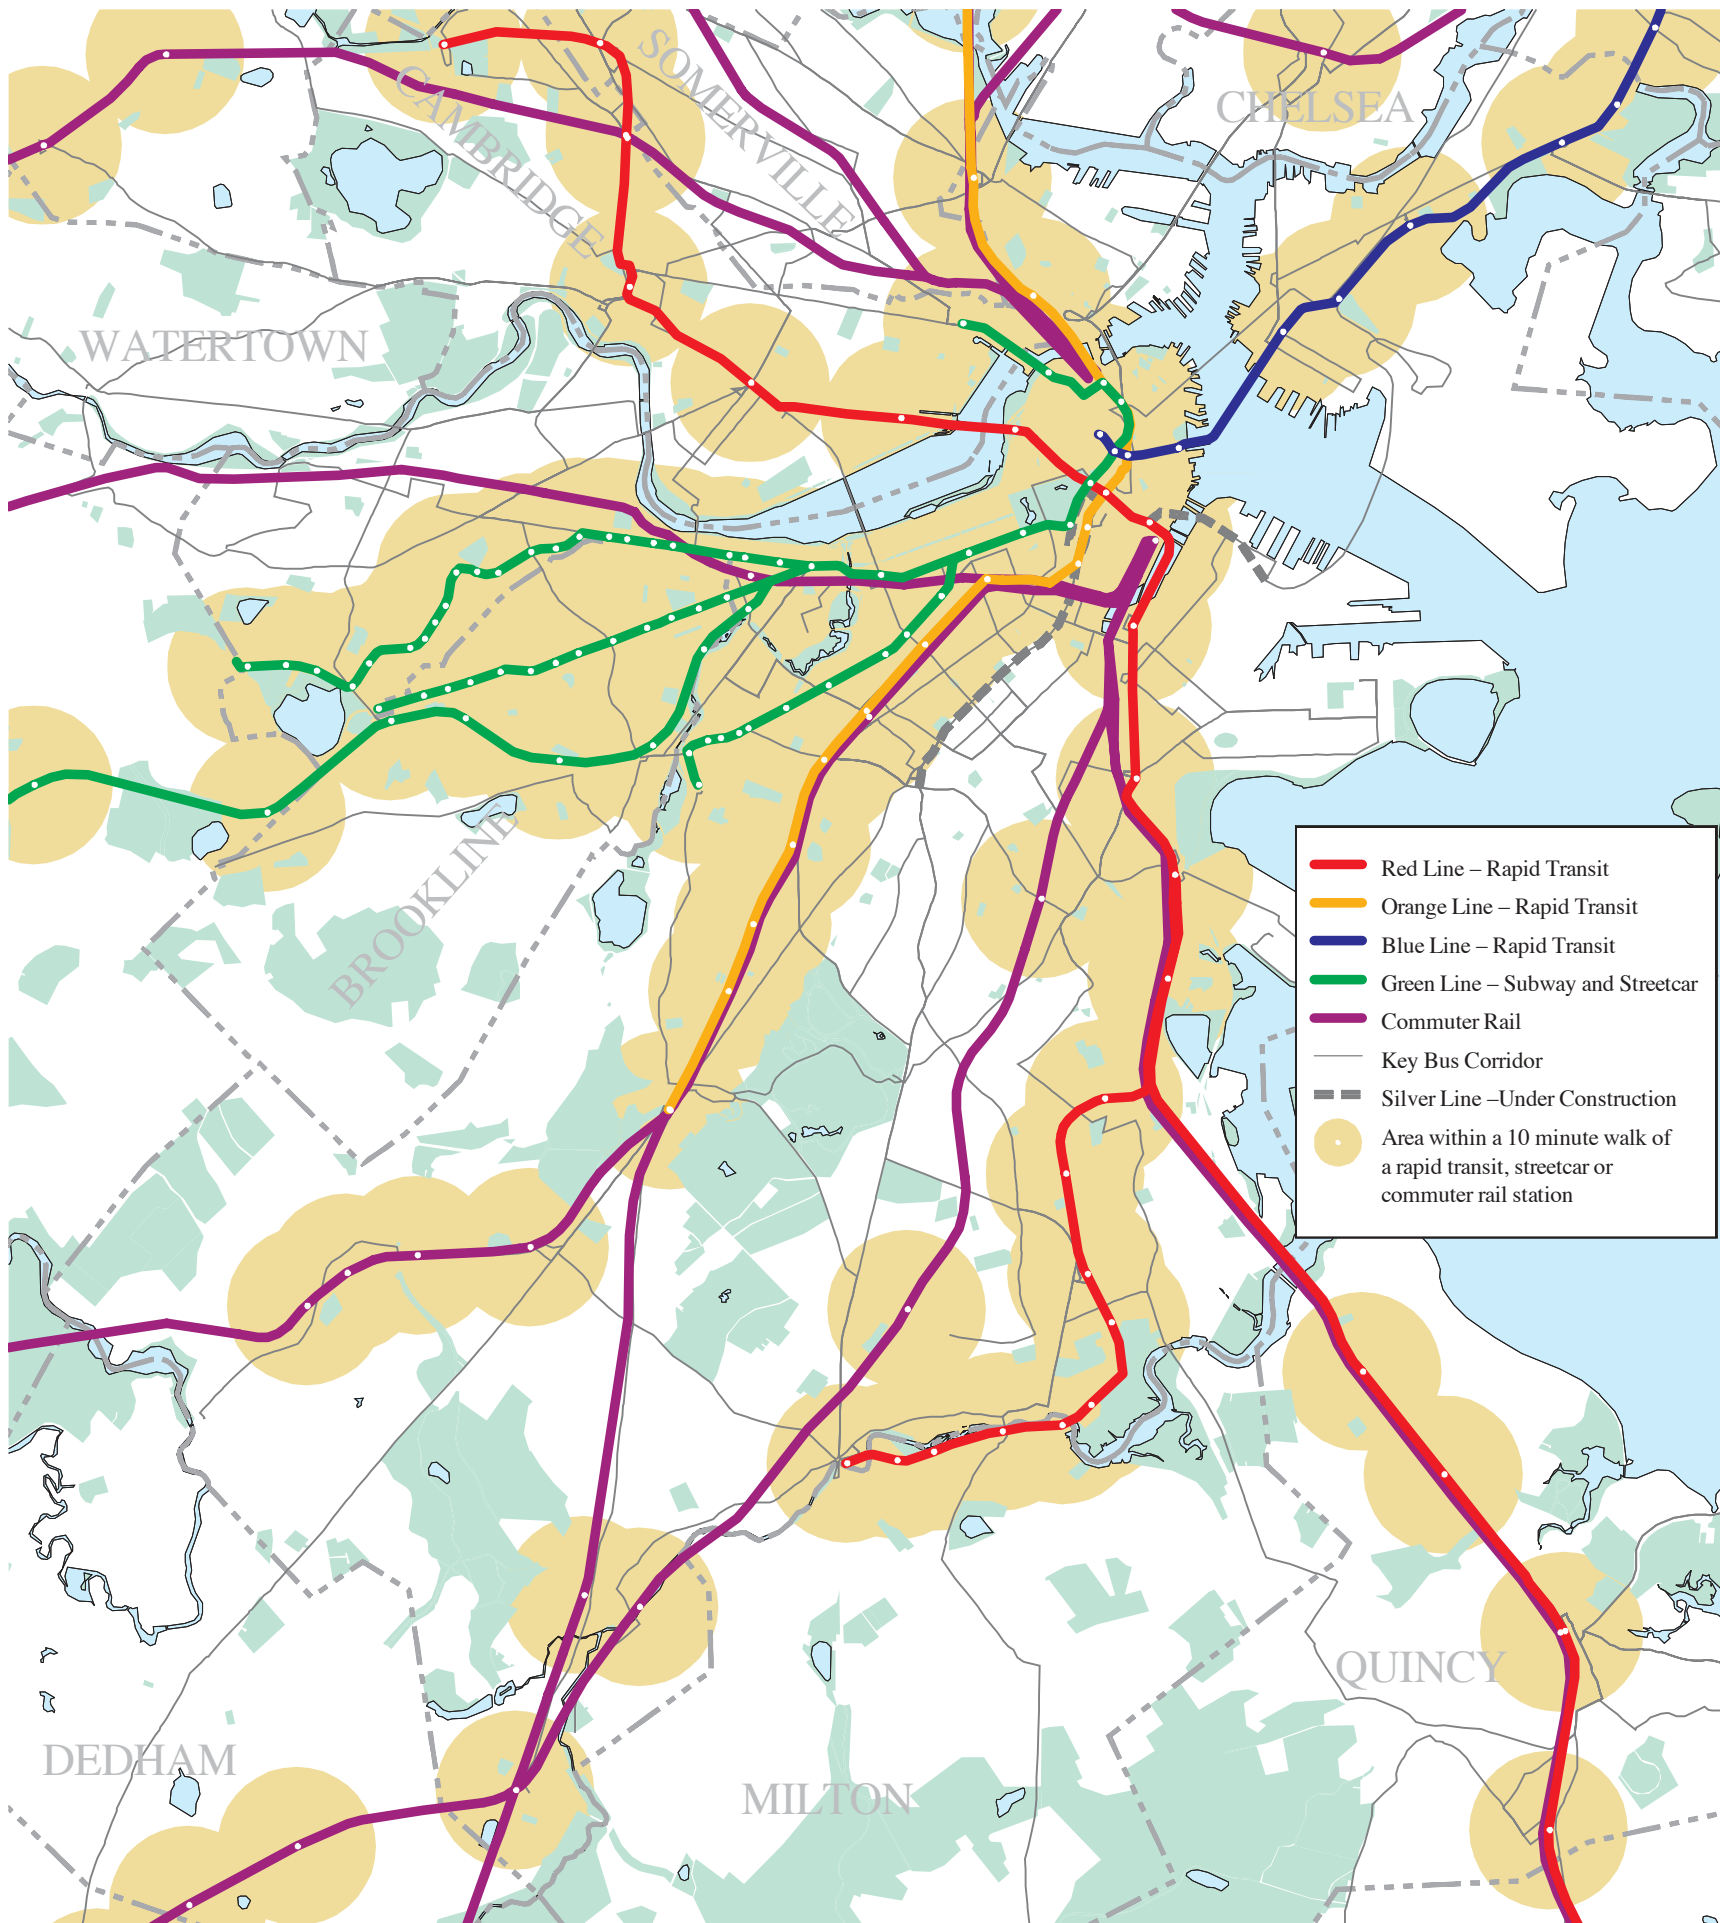 SOMERVILLE
CAMBRIDGE
CHELSEA
WATERTOWN
BROOKLINE
Red Line – Rapid Transit
Orange Line – Rapid Transit
Blue Line – Rapid Transit
Green Line – Subway and Streetcar
Commuter Rail
Key Bus Corridor
Silver Line –Under Construction
Area within a 10 minute walk of
a rapid transit, streetcar or
commuter rail station
QUINCY
DEDHAM
MILTON